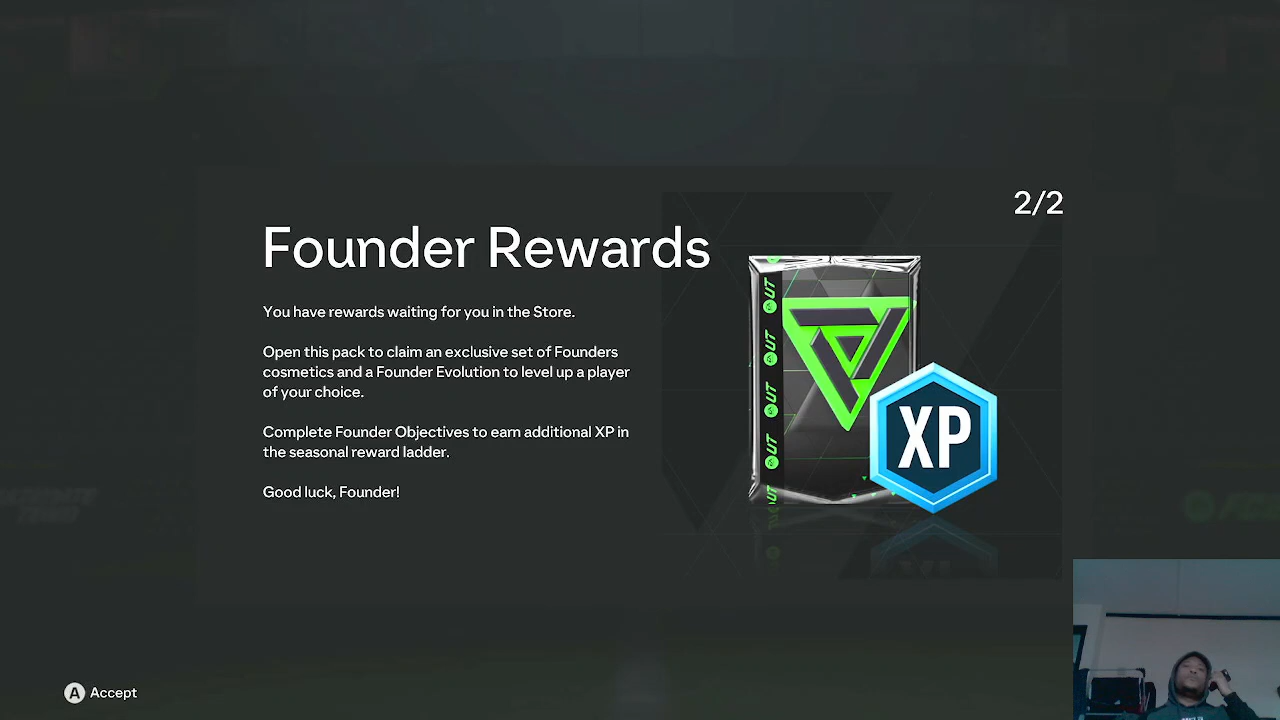 2/2
Founder Rewards
You have rewards waiting for you in the Store.
Open this pack to claim an exclusive set of Founders
cosmetics and a Founder Evolution to level up a player
of your choice.
Complete Founder Objectives to earn additional XP in
the seasonal reward ladder.
Good luck, Founder!
UT
UT
UT
UT
UT
XP
A Accept